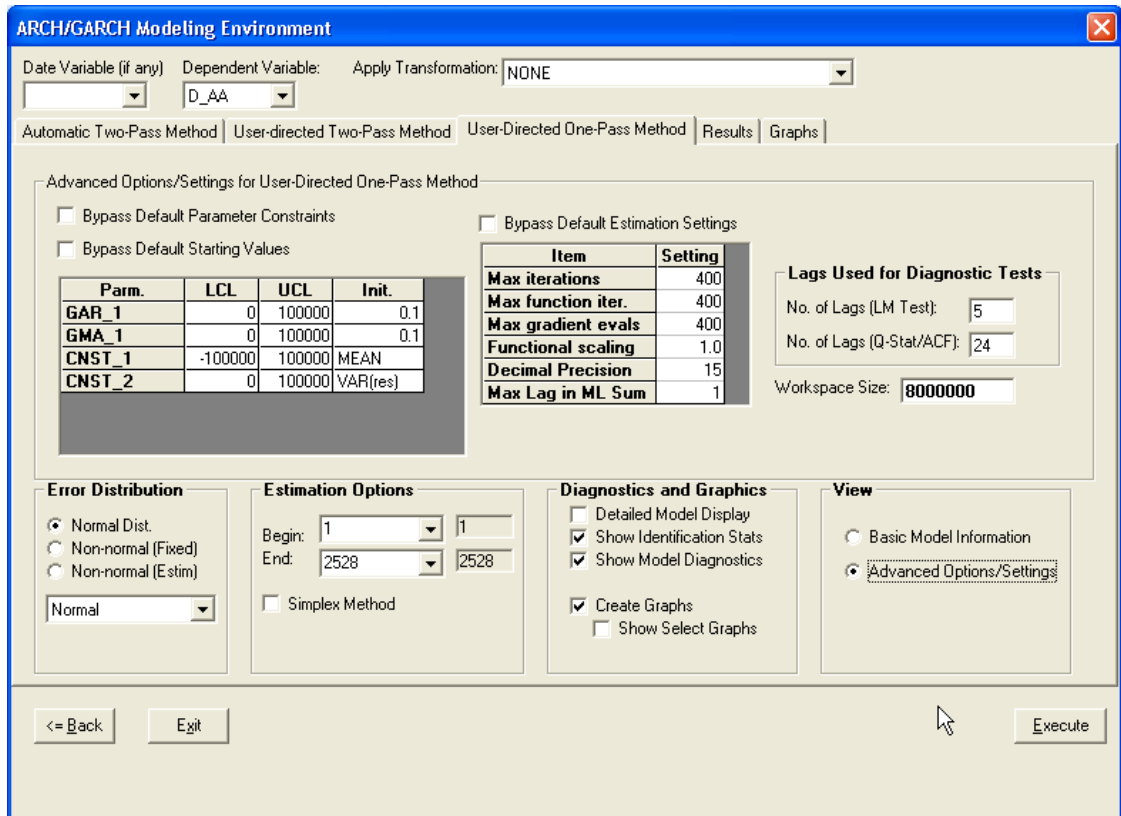 ARCH/GARCH Modeling Environment
Date Variable (if any) Dependent Variable: Apply Transformation: NONE
D_AA
Automatic Two-Pass Method User-directed Two-Pass Method User-Directed One-Pass Method Results Graphs
Advanced Options/Settings for User-Directed One-Pass Method
Bypass Default Parameter Constraints
Bypass Default Starting Values
Parm. LCL UCL Init.
GAR_1 0 100000 0.1
GMA_1 0 100000 0.1
CNST_1 -100000 100000 MEAN
CNST_2 0 100000 VAR(res)
Bypass Default Estimation Settings
Item Setting
Max iterations 400
Max function iter. 400
Max gradient evals 400
Functional scaling 1.0
Decimal Precision 15
Max Lag in ML Sum 1
Lags Used for Diagnostic Tests
No. of Lags (LM Test): 5
No. of Lags (Q-Stat/ACF): 24
Workspace Size: 8000000
Error Distribution
Normal Dist.
Non-normal (Fixed)
Non-normal (Estim)
Normal
Estimation Options
Begin: 1 1
End: 2528 2528
Simplex Method
Diagnostics and Graphics
Detailed Model Display
Show Identification Stats
Show Model Diagnostics
Create Graphs
Show Select Graphs
View
Basic Model Information
Advanced Options/Settings
<= Back Exit Execute